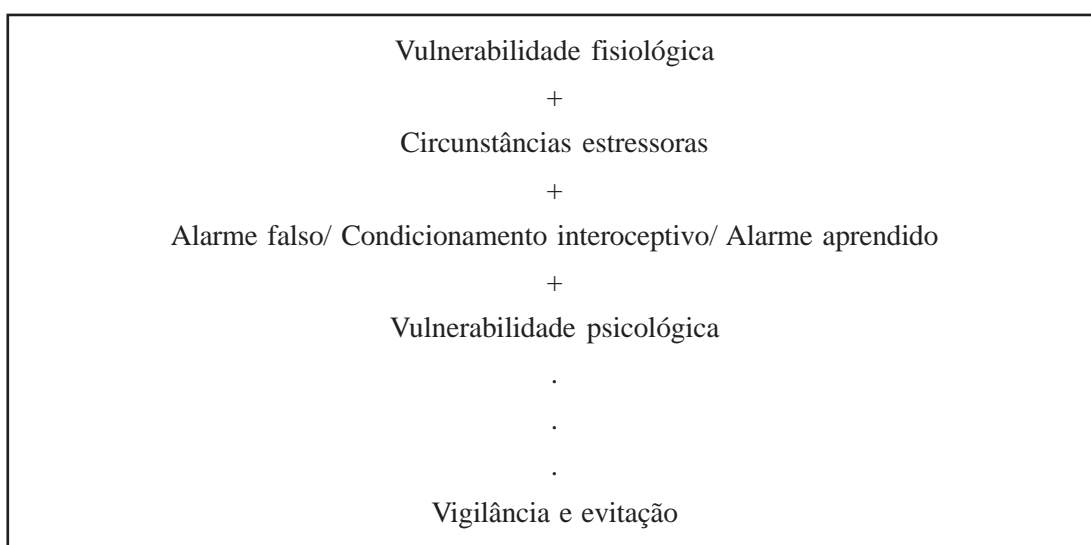 Vulnerabilidade fisiológica
+
Circunstâncias estressoras
+
Alarme falso/ Condicionamento interoceptivo/ Alarme aprendido
+
Vulnerabilidade psicológica
.
.
.
Vigilância e evitação